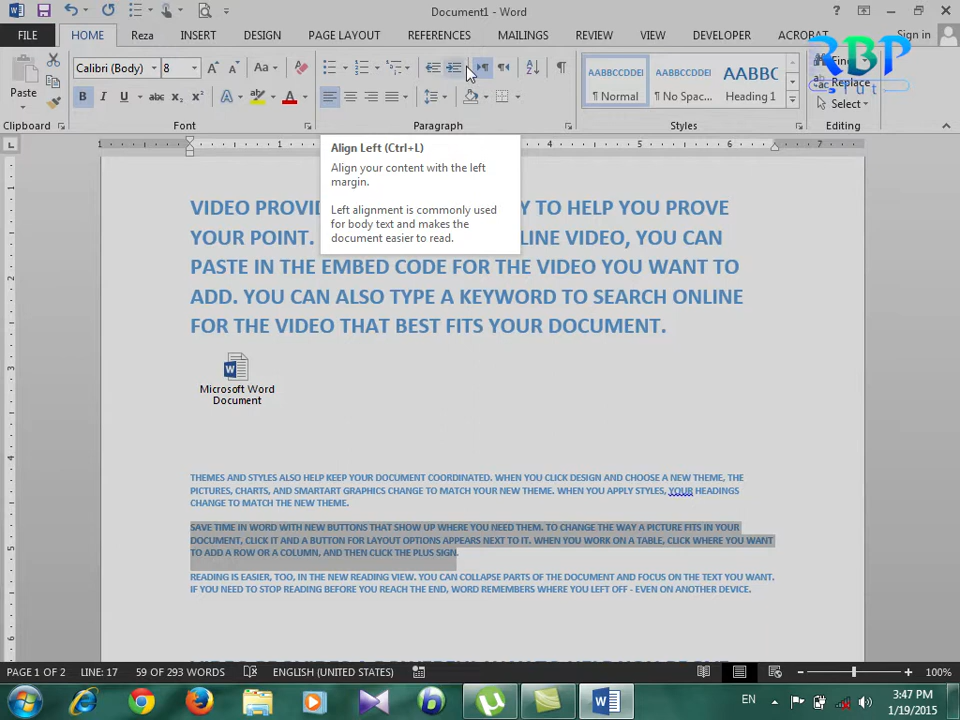 Document1 - Word
?
FILE
HOME
Reza
INSERT
DESIGN
PAGE LAYOUT
REFERENCES
MAILINGS
REVIEW
VIEW
DEVELOPER
ACROBAT
Sign in
RBP
Tut
Paste
Calibri (Body)
8
Aa
B I U abc X₂ X²
Clipboard
Font
Paragraph
AABBCCDDEI
¶ Normal
AABBCCDDEI
¶ No Spac...
AABBC
Heading 1
Styles
Find
Replace
Select
Editing
Align Left (Ctrl+L)
Align your content with the left
margin.
Left alignment is commonly used
for body text and makes the
document easier to read.
VIDEO PROVI Y TO HELP YOU PROVE
YOUR POINT. LINE VIDEO, YOU CAN
PASTE IN THE EMBED CODE FOR THE VIDEO YOU WANT TO
ADD. YOU CAN ALSO TYPE A KEYWORD TO SEARCH ONLINE
FOR THE VIDEO THAT BEST FITS YOUR DOCUMENT.
Microsoft Word
Document
THEMES AND STYLES ALSO HELP KEEP YOUR DOCUMENT COORDINATED. WHEN YOU CLICK DESIGN AND CHOOSE A NEW THEME, THE
PICTURES, CHARTS, AND SMARTART GRAPHICS CHANGE TO MATCH YOUR NEW THEME. WHEN YOU APPLY STYLES, YOUR HEADINGS
CHANGE TO MATCH THE NEW THEME.
SAVE TIME IN WORD WITH NEW BUTTONS THAT SHOW UP WHERE YOU NEED THEM. TO CHANGE THE WAY A PICTURE FITS IN YOUR
DOCUMENT, CLICK IT AND A BUTTON FOR LAYOUT OPTIONS APPEARS NEXT TO IT. WHEN YOU WORK ON A TABLE, CLICK WHERE YOU WANT
TO ADD A ROW OR A COLUMN, AND THEN CLICK THE PLUS SIGN.
READING IS EASIER, TOO, IN THE NEW READING VIEW. YOU CAN COLLAPSE PARTS OF THE DOCUMENT AND FOCUS ON THE TEXT YOU WANT.
IF YOU NEED TO STOP READING BEFORE YOU REACH THE END, WORD REMEMBERS WHERE YOU LEFT OFF - EVEN ON ANOTHER DEVICE.
PAGE 1 OF 2
LINE: 17
59 OF 293 WORDS
ENGLISH (UNITED STATES)
100%
EN
3:47 PM
1/19/2015